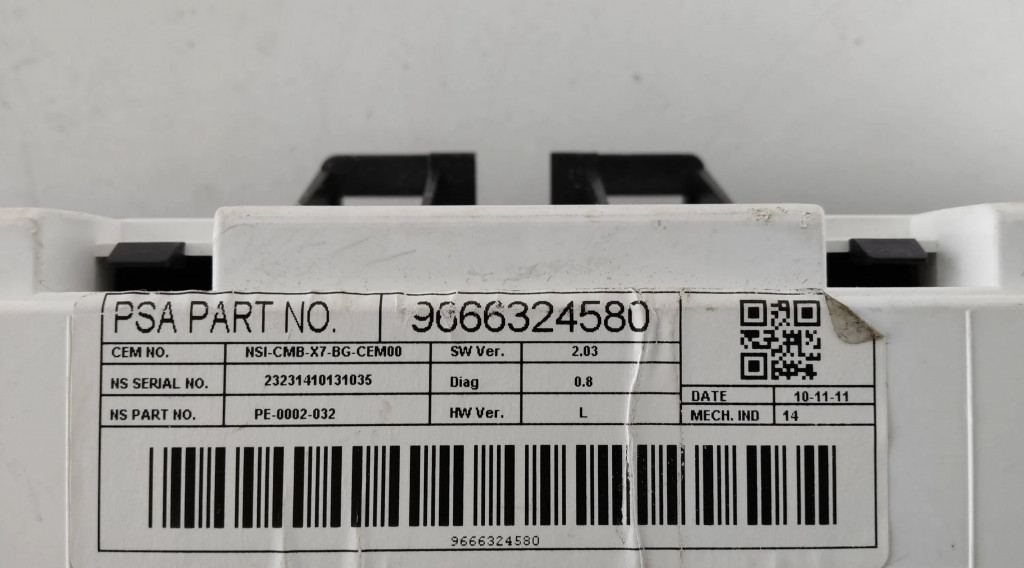 PSA PART NO. 9666324580
CEM NO. NSI-CMB-X7-BG-CEM00 SW Ver. 2.03
NS SERIAL NO. 23231410131035 Diag 0.8
DATE 10-11-11
NS PART NO. PE-0002-032 HW Ver. L
MECH. IND 14
9666324580